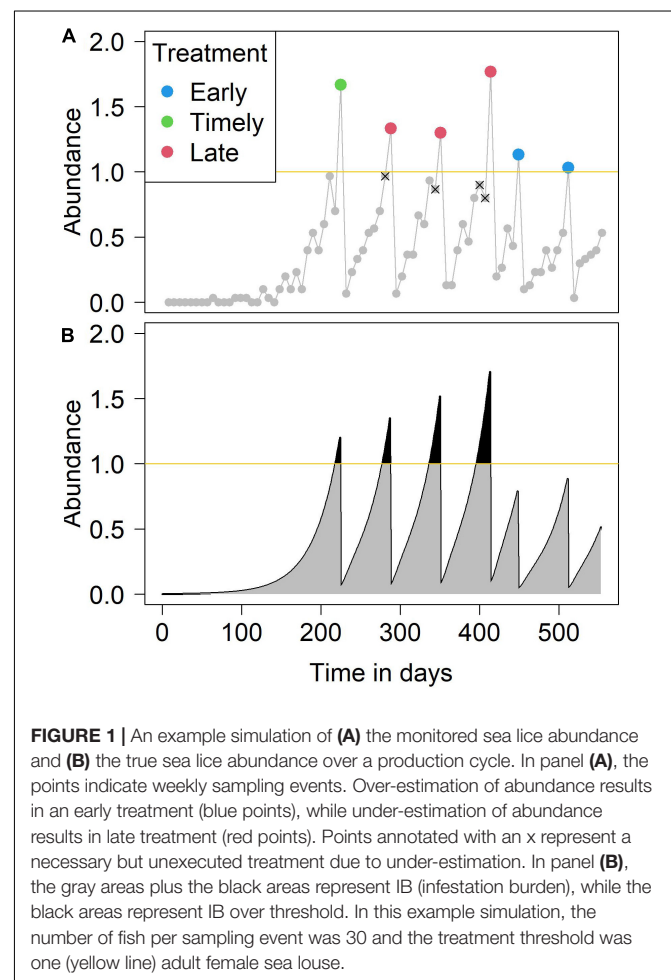 A
2.0
1.5
1.0
0.5
0.0
Abundance
Treatment
Early
Timely
Late
B
2.0
1.5
1.0
0.5
0.0
Abundance
0 100 200 300 400 500
Time in days
FIGURE 1 | An example simulation of (A) the monitored sea lice abundance
and (B) the true sea lice abundance over a production cycle. In panel (A), the
points indicate weekly sampling events. Over-estimation of abundance results
in an early treatment (blue points), while under-estimation of abundance
results in late treatment (red points). Points annotated with an x represent a
necessary but unexecuted treatment due to under-estimation. In panel (B),
the gray areas plus the black areas represent IB (infestation burden), while the
black areas represent IB over threshold. In this example simulation, the
number of fish per sampling event was 30 and the treatment threshold was
one (yellow line) adult female sea louse.